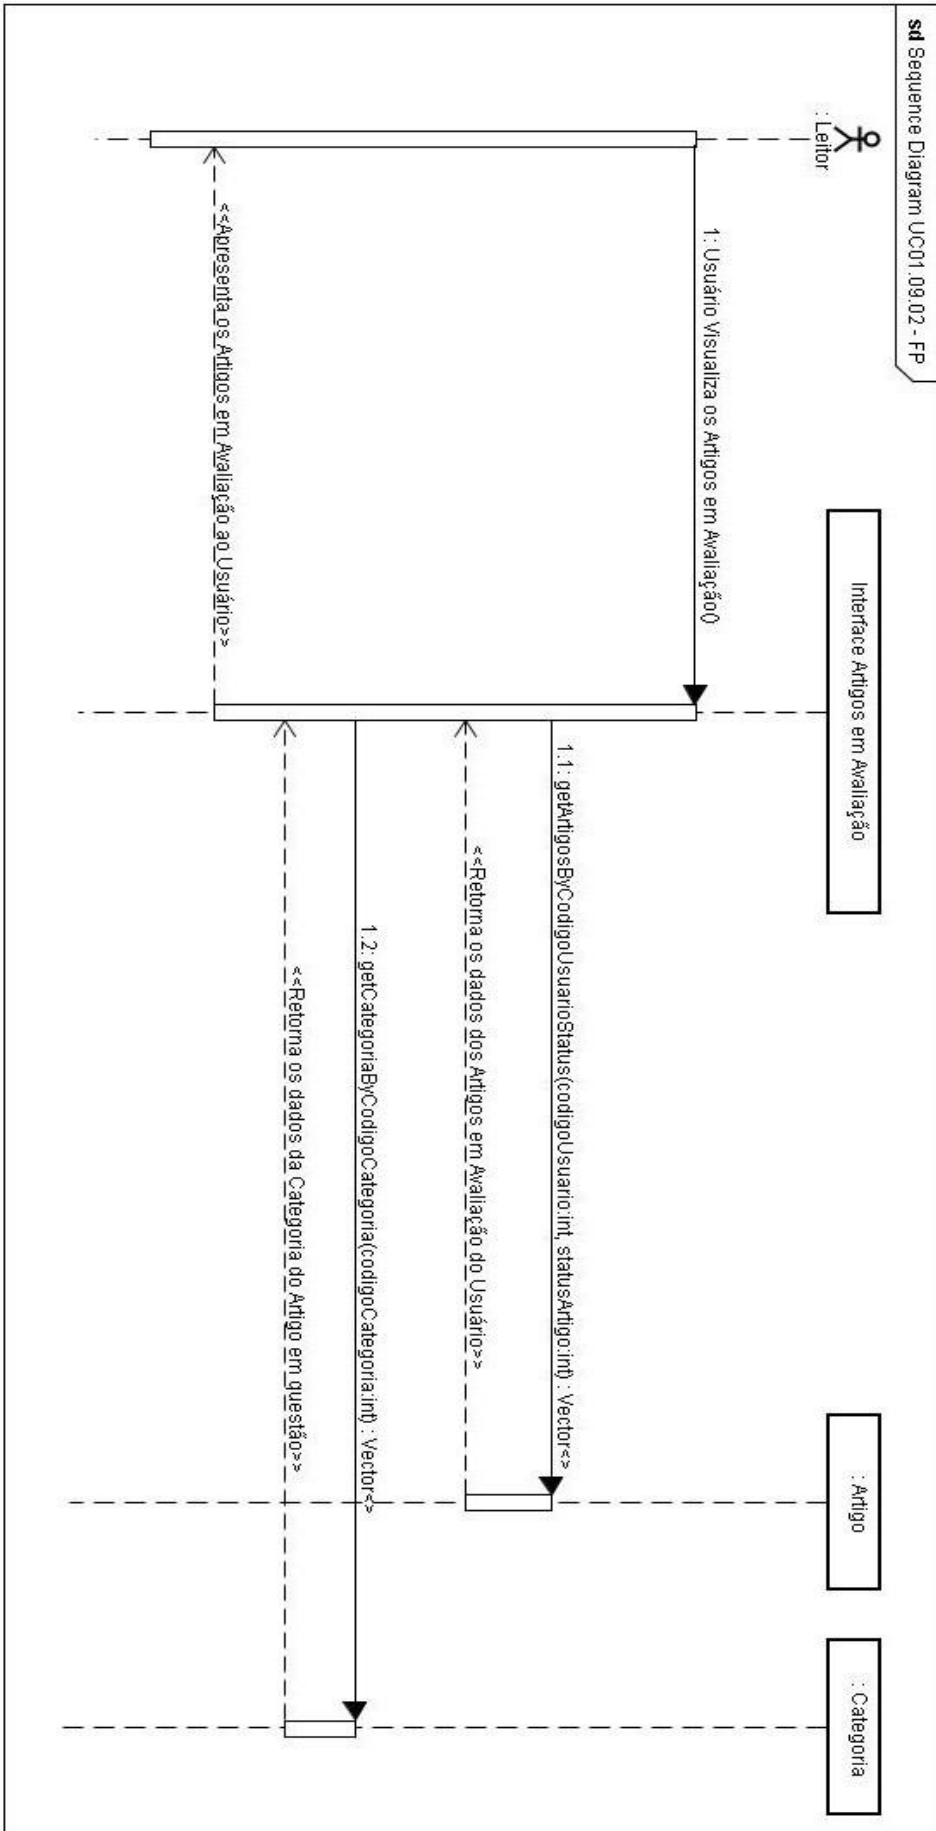 sd Sequence Diagram UC01.09.02 - FP
: Leitor
Interface Artigos em Avaliação
: Artigo
: Categoria
1: Usuário Visualiza os Artigos em Avaliação()
1.1: getArtigosByCodigoUsuarioStatus(codigoUsuario:int, statusArtigo:int) : Vector<>
<<Retorna os dados dos Artigos em Avaliação do Usuário>>
1.2: getCategoriaByCodigoCategoria(codigoCategoria:int) : Vector<>
<<Retorna os dados da Categoria do Artigo em questão>>
<<Apresenta os Artigos em Avaliação ao Usuário>>